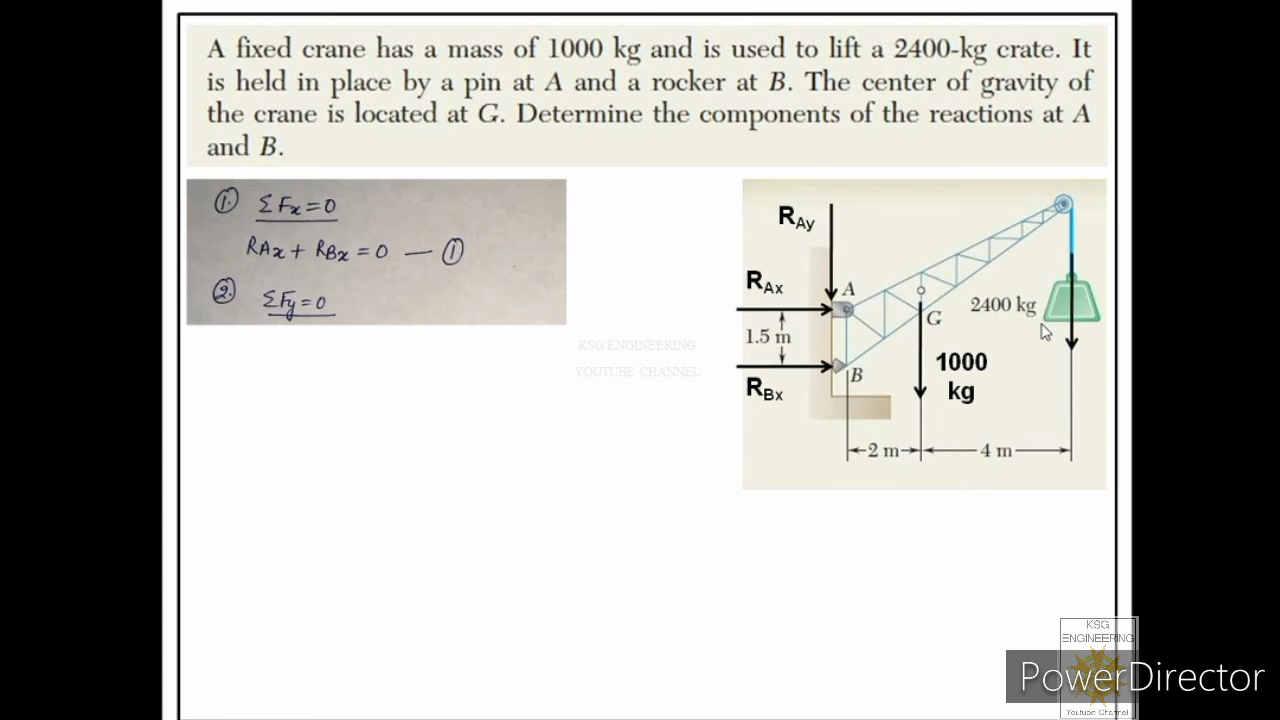 A fixed crane has a mass of 1000 kg and is used to lift a 2400-kg crate. It
is held in place by a pin at A and a rocker at B. The center of gravity of
the crane is located at G. Determine the components of the reactions at A
and B.
① ΣFx=0
RAx + RBx = 0 — ①
② ΣFy=0
KSG ENGINEERING
YOUTUBE CHANNEL
RAy
RAx
A
2400 kg
G
1.5 m
1000
kg
B
RBx
2 m
4 m
KSG
ENGINEERING
PowerDirector
Youtube Channel